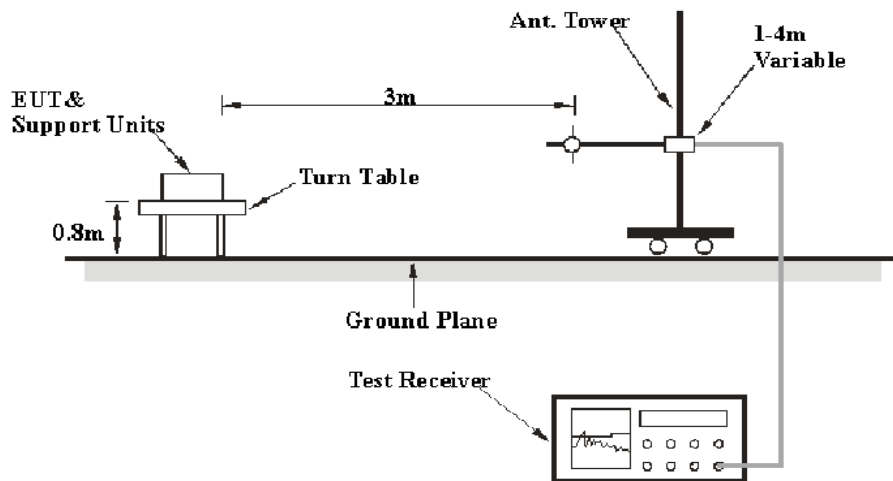 Ant. Tower
1-4m
Variable
3m
EUT &
Support Units
Turn Table
0.8m
Ground Plane
Test Receiver